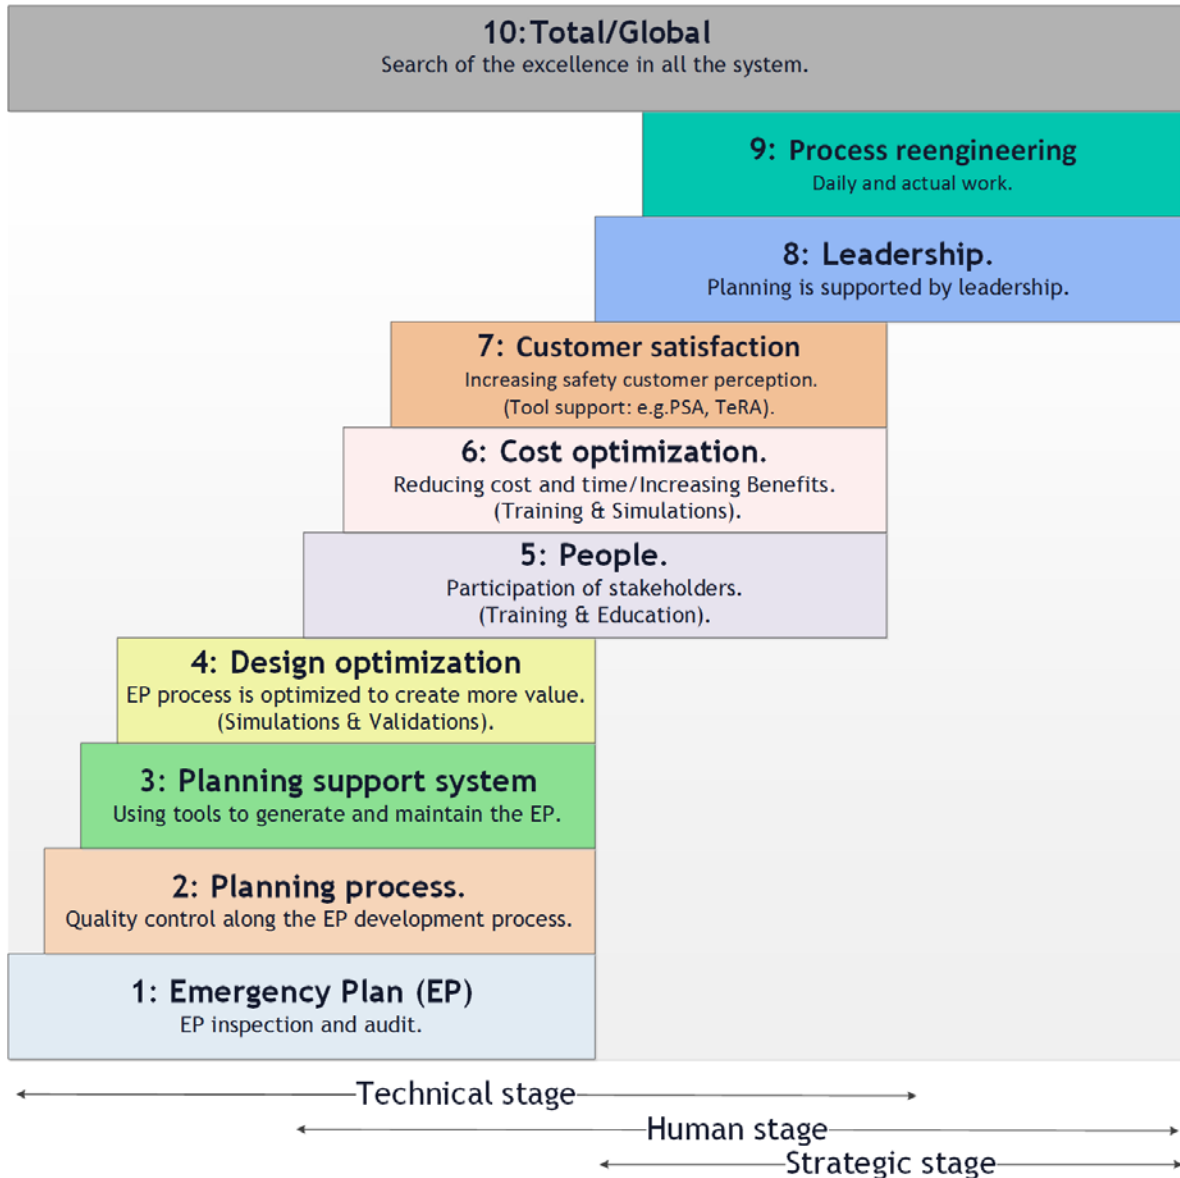 10:Total/Global
Search of the excellence in all the system.
9: Process reengineering
Daily and actual work.
8: Leadership.
Planning is supported by leadership.
7: Customer satisfaction
Increasing safety customer perception.
(Tool support: e.g.PSA, TeRA).
6: Cost optimization.
Reducing cost and time/Increasing Benefits.
(Training & Simulations).
5: People.
Participation of stakeholders.
(Training & Education).
4: Design optimization
EP process is optimized to create more value.
(Simulations & Validations).
3: Planning support system
Using tools to generate and maintain the EP.
2: Planning process.
Quality control along the EP development process.
1: Emergency Plan (EP)
EP inspection and audit.
Technical stage
Human stage
Strategic stage